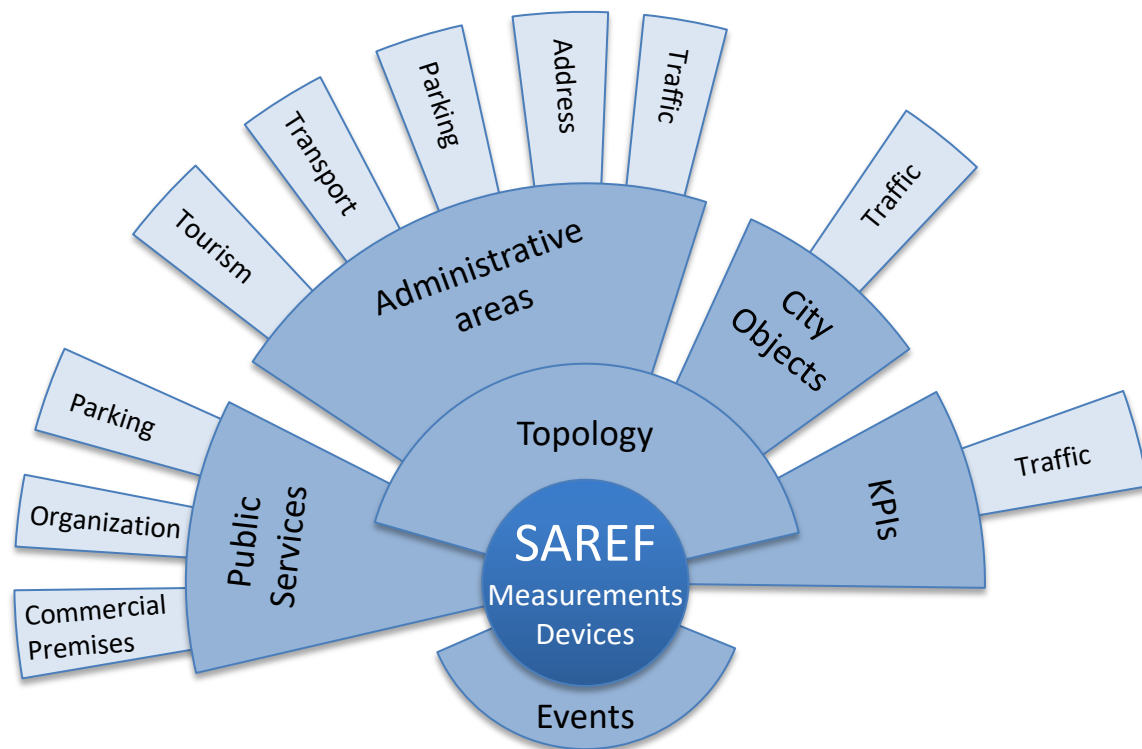 Tourism
Transport
Parking
Address
Traffic
Traffic
Administrative
areas
City
Objects
Parking
Organization
Commercial
Premises
Public
Services
Topology
KPIs
Traffic
SAREF
Measurements
Devices
Events